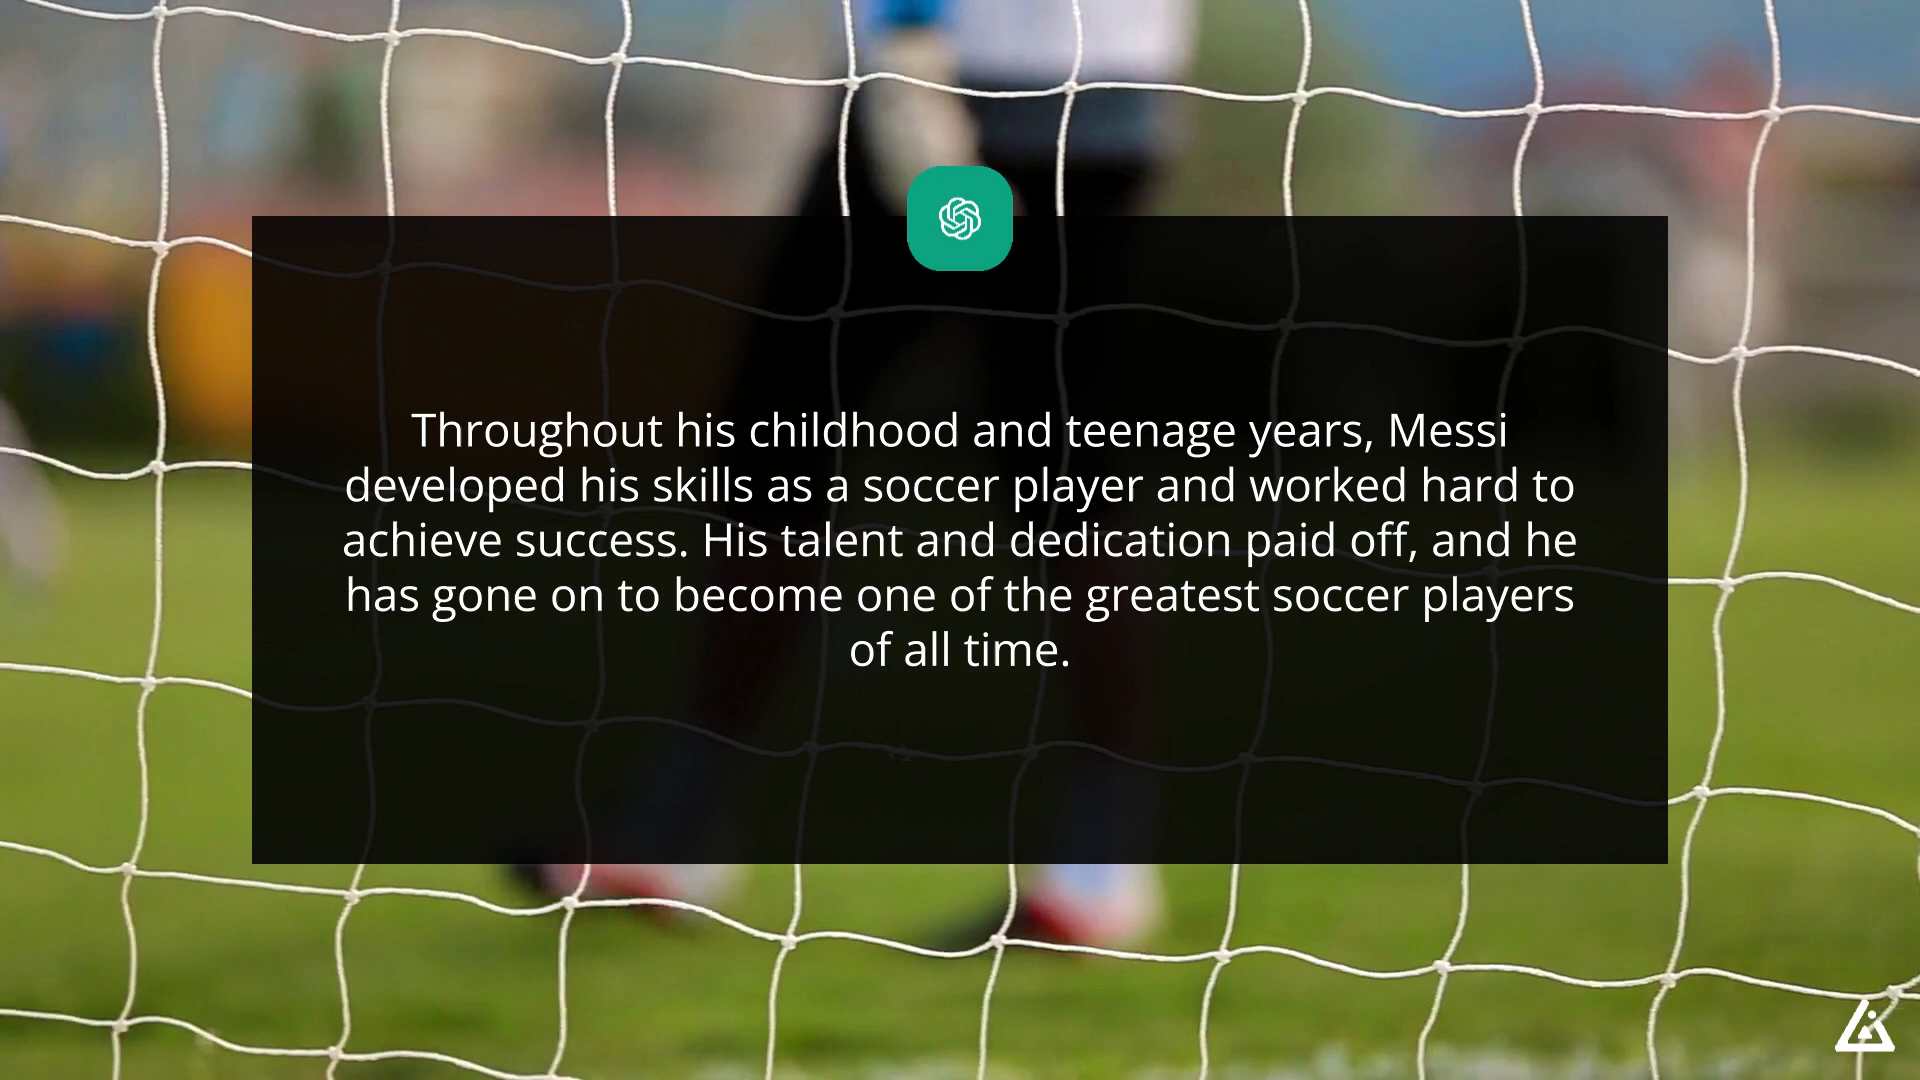 Throughout his childhood and teenage years, Messi
developed his skills as a soccer player and worked hard to
achieve success. His talent and dedication paid off, and he
has gone on to become one of the greatest soccer players
of all time.